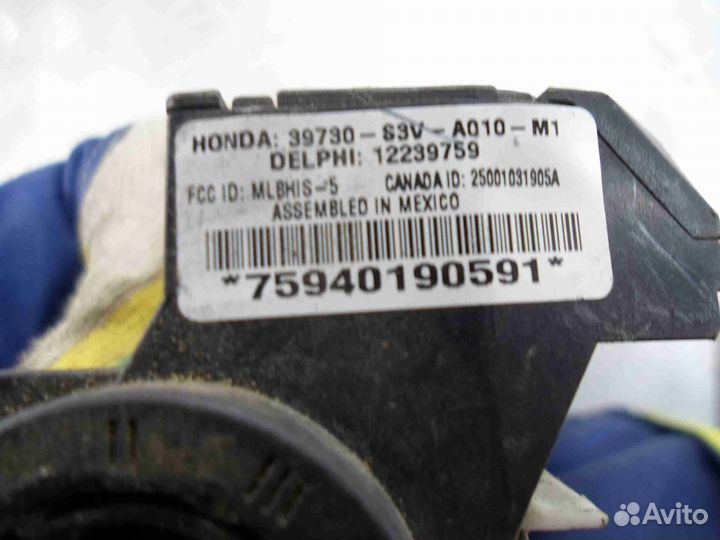 HONDA: 39730-S3V-A010-M1
DELPHI: 12239759
FCC ID: MLBHIS-5 CANADA ID: 25001031905A
ASSEMBLED IN MEXICO
*75940190591*
Avito